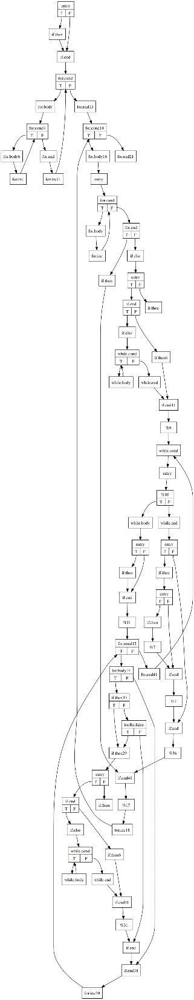 entry
T F
if.then
if.end
for.cond
T F
for.body
for.end13
for.cond4
T F
for.cond14
T F
for.body6
for.end
for.body16
for.end21
for.inc
for.inc11
entry
for.cond
T F
for.body
for.end
T F
for.inc
if.else
if.then
entry
T F
if.end
T F
if.then
if.else
while.cond
T F
if.then6
while.body
while.end
if.end11
%9
while.cond
entry
%10
T F
while.body
while.end
entry
T F
entry
T F
if.then
if.then
if.end
entry
T F
%11
if.then
for.cond12
T F
%7
for.body14
T F
for.end41
if.end
if.then20
T F
%7
lor.lhs.false
T F
if.end
if.then29
%36
entry
T F
if.end48
if.end
T F
if.then
%17
if.else
for.inc18
while.cond
T F
if.then6
while.body
while.end
if.end11
%31
if.end
if.end38
for.inc39